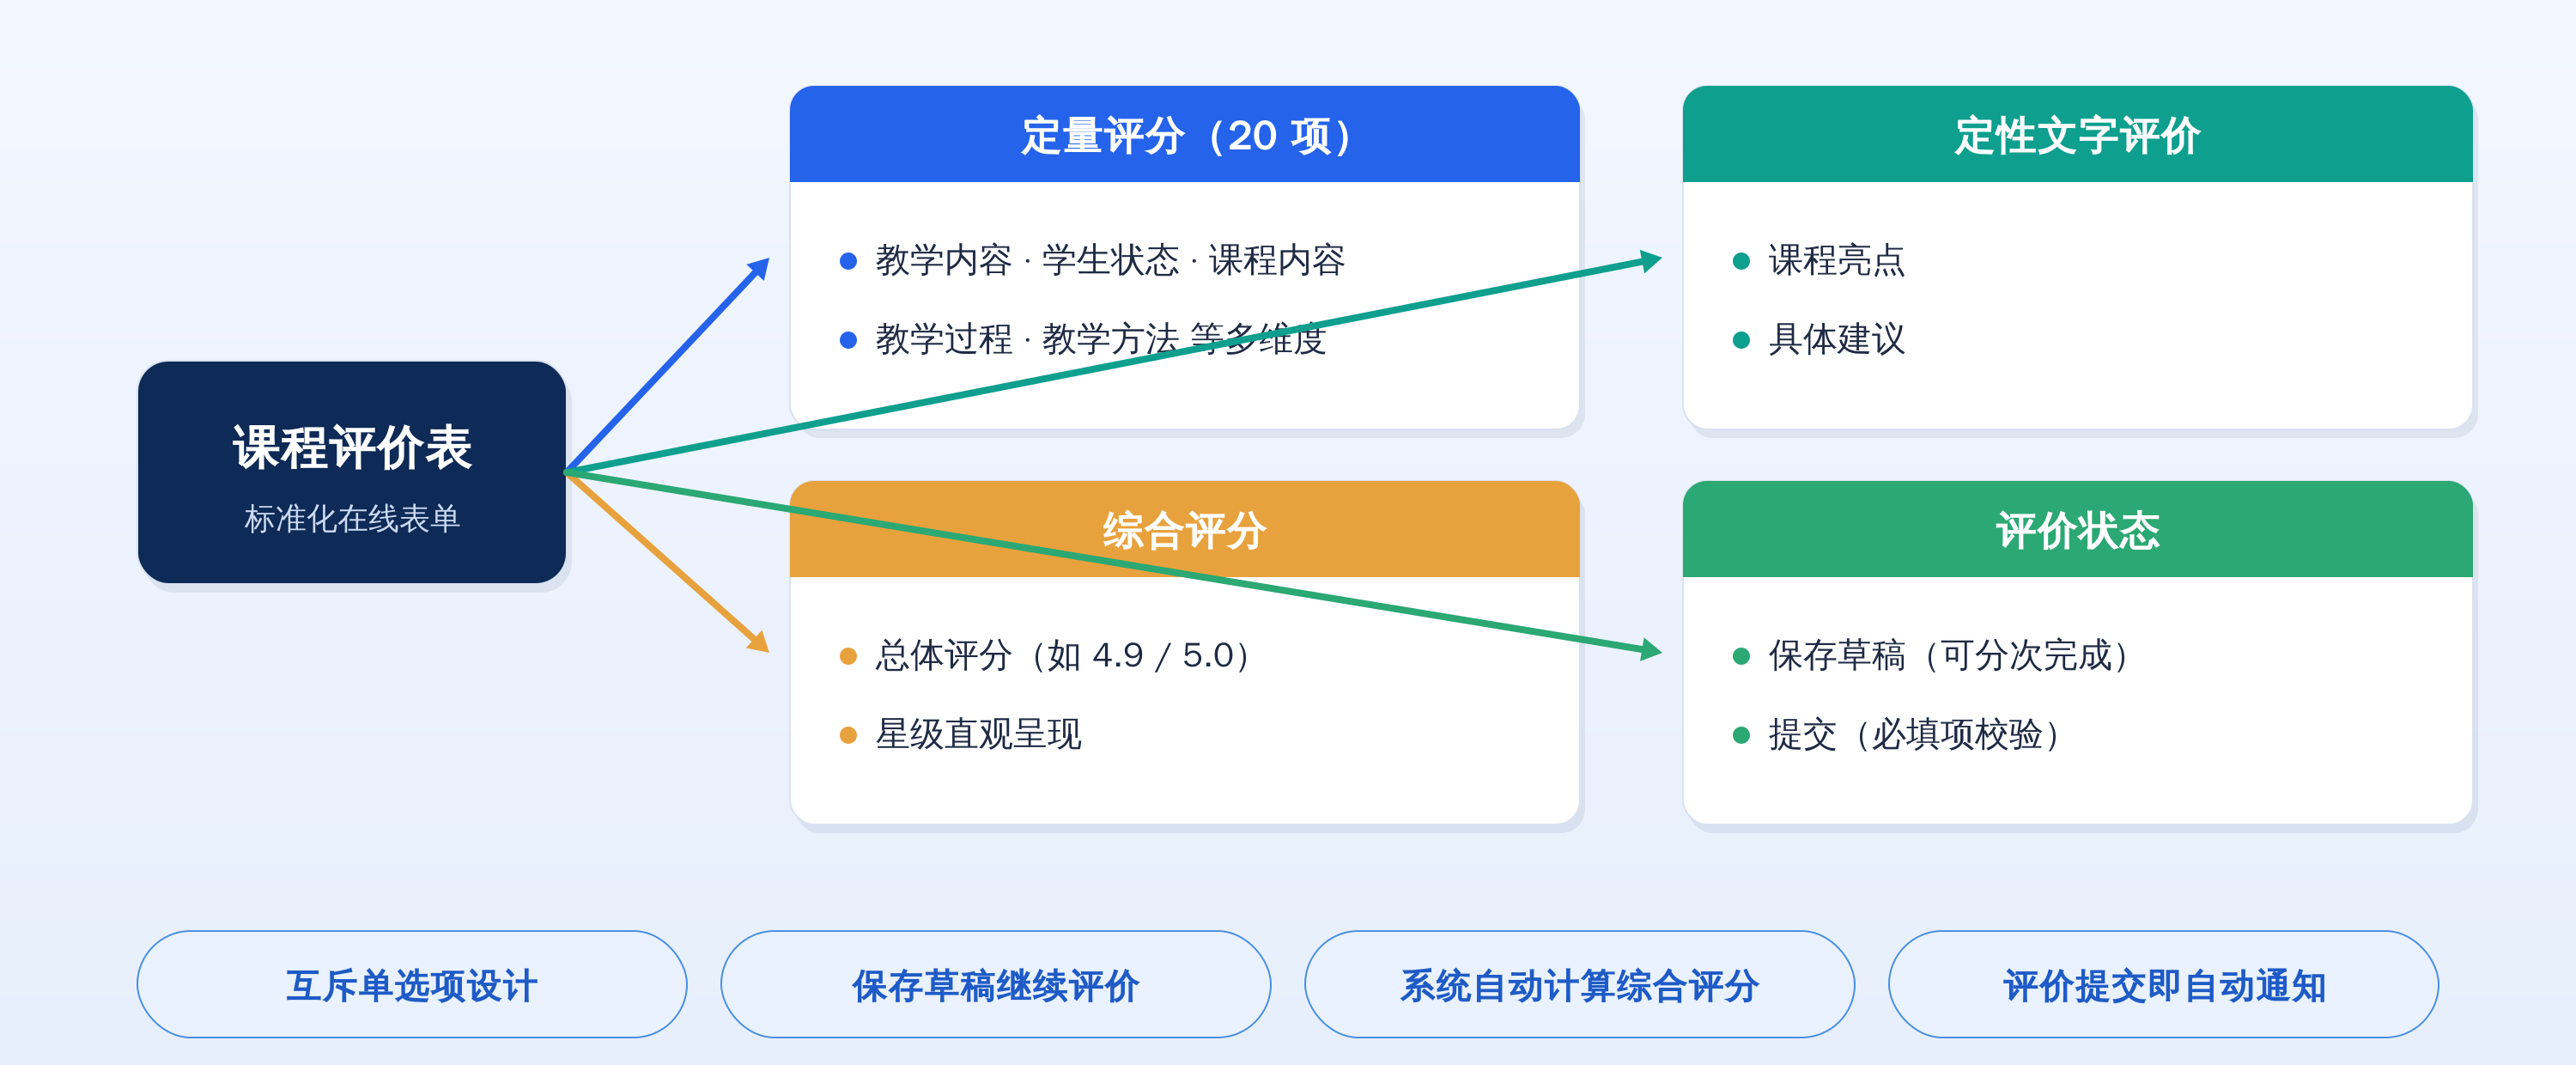 课程评价表
标准化在线表单
定量评分（20 项）
教学内容 · 学生状态 · 课程内容
教学过程 · 教学方法 等多维度
定性文字评价
课程亮点
具体建议
综合评分
总体评分（如 4.9 / 5.0）
星级直观呈现
评价状态
保存草稿（可分次完成）
提交（必填项校验）
互斥单选项设计
保存草稿继续评价
系统自动计算综合评分
评价提交即自动通知